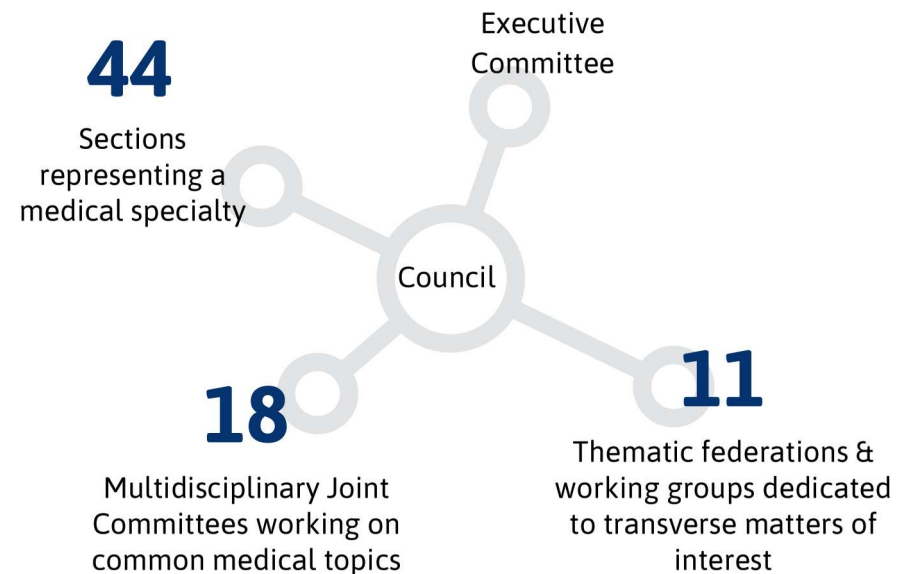 Executive
Committee
44
Sections
representing a
medical specialty
Council
18
Multidisciplinary Joint
Committees working on
common medical topics
11
Thematic federations &
working groups dedicated
to transverse matters of
interest